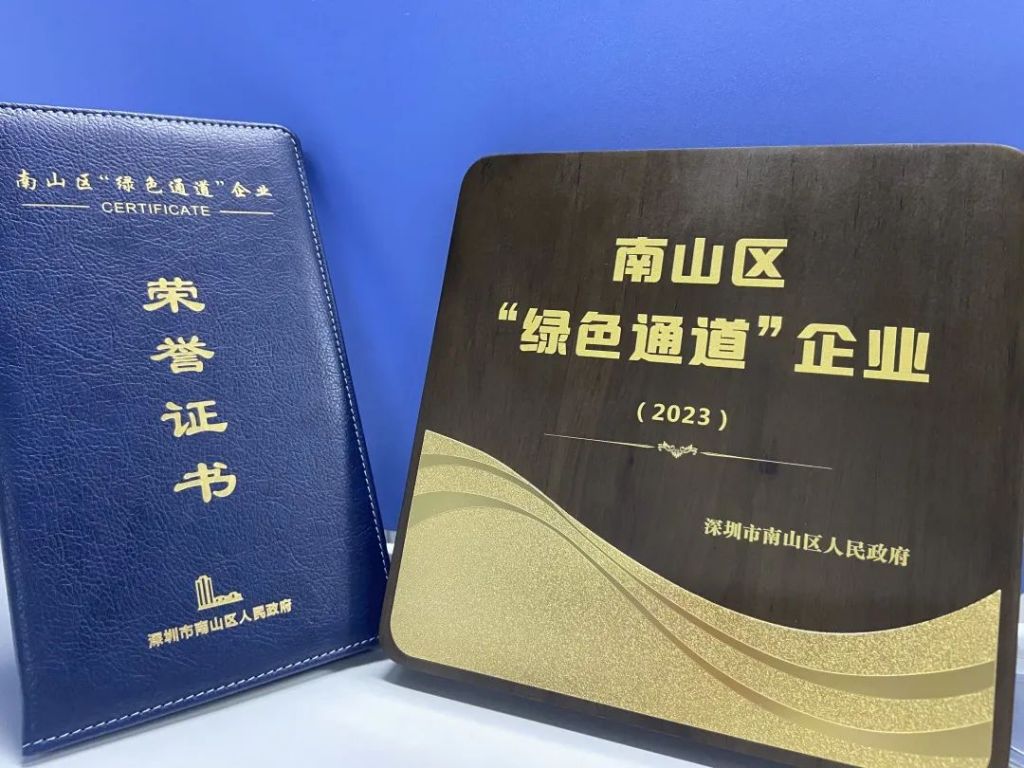 南山区“绿色通道”企业
CERTIFICATE
荣
誉
证
书
深圳市南山区人民政府
南山区
“绿色通道”企业
（2023）
深圳市南山区人民政府